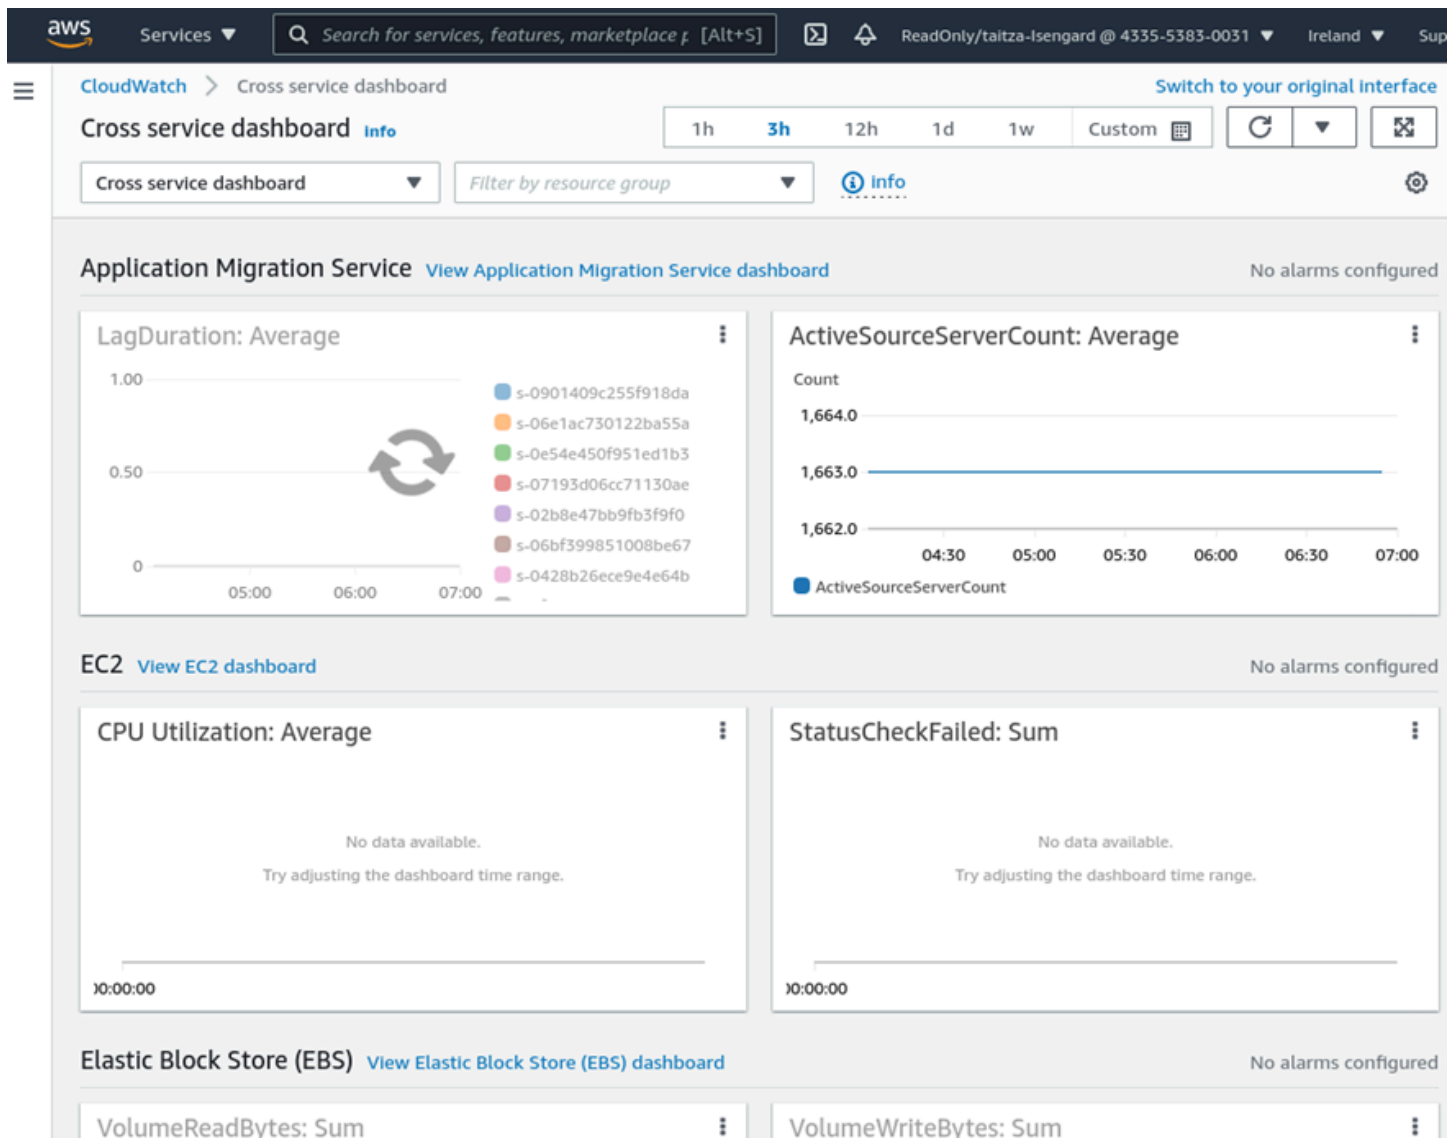 aws
Services ▼
Search for services, features, marketplace p [Alt+S]
ReadOnly/taitza-Isengard @ 4335-5383-0031 ▼
Ireland ▼
Sup
CloudWatch > Cross service dashboard
Switch to your original interface
Cross service dashboard Info
1h 3h 12h 1d 1w Custom
Cross service dashboard ▼
Filter by resource group ▼
Info
Application Migration Service View Application Migration Service dashboard
No alarms configured
LagDuration: Average
1.00
0.50
0
05:00 06:00 07:00
s-0901409c255f918da
s-06e1ac730122ba55a
s-0e54e450f951ed1b3
s-07193d06cc71130ae
s-02b8e47bb9fb3f9f0
s-06bf399851008be67
s-0428b26ece9e4e64b
ActiveSourceServerCount: Average
Count
1,664.0
1,663.0
1,662.0
04:30 05:00 05:30 06:00 06:30 07:00
ActiveSourceServerCount
EC2 View EC2 dashboard
No alarms configured
CPU Utilization: Average
No data available.
Try adjusting the dashboard time range.
00:00:00
StatusCheckFailed: Sum
No data available.
Try adjusting the dashboard time range.
00:00:00
Elastic Block Store (EBS) View Elastic Block Store (EBS) dashboard
No alarms configured
VolumeReadBytes: Sum
VolumeWriteBytes: Sum